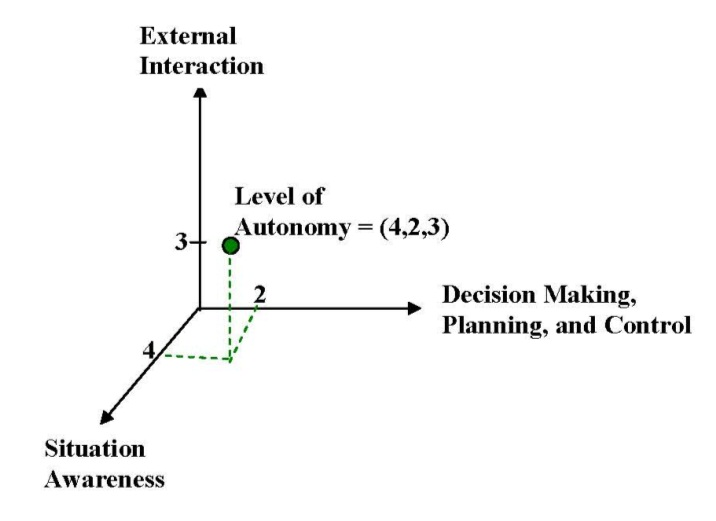 External
Interaction
Level of
Autonomy = (4,2,3)
3
2
Decision Making,
Planning, and Control
4
Situation
Awareness